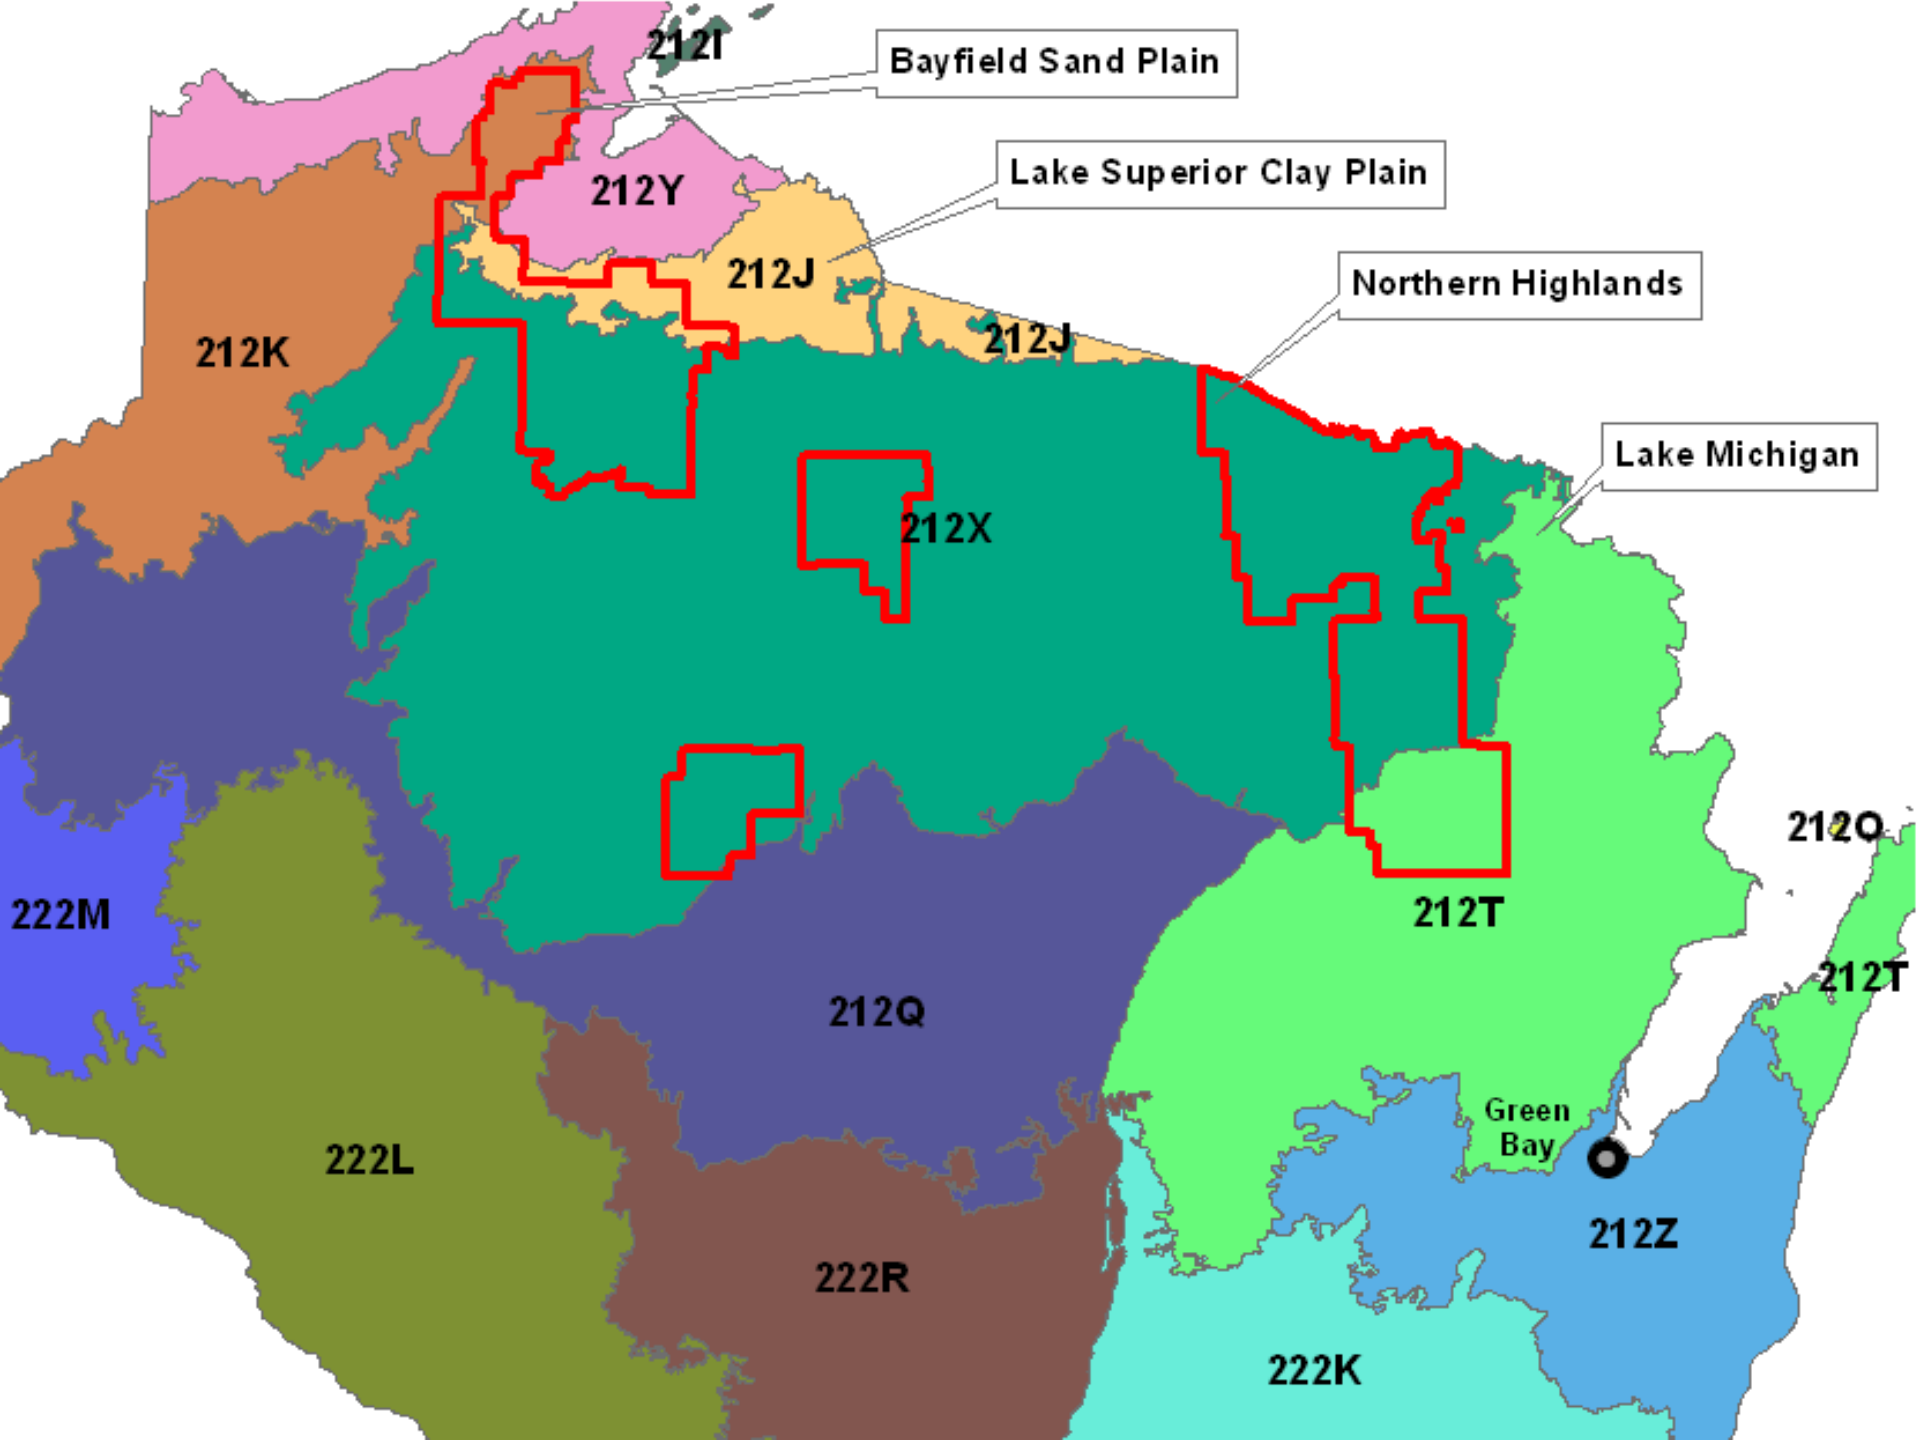 212I
Bayfield Sand Plain
Lake Superior Clay Plain
212Y
212J
Northern Highlands
212J
212K
Lake Michigan
212X
212O
222M
212T
212T
212Q
Green
Bay
222L
212Z
222R
222K